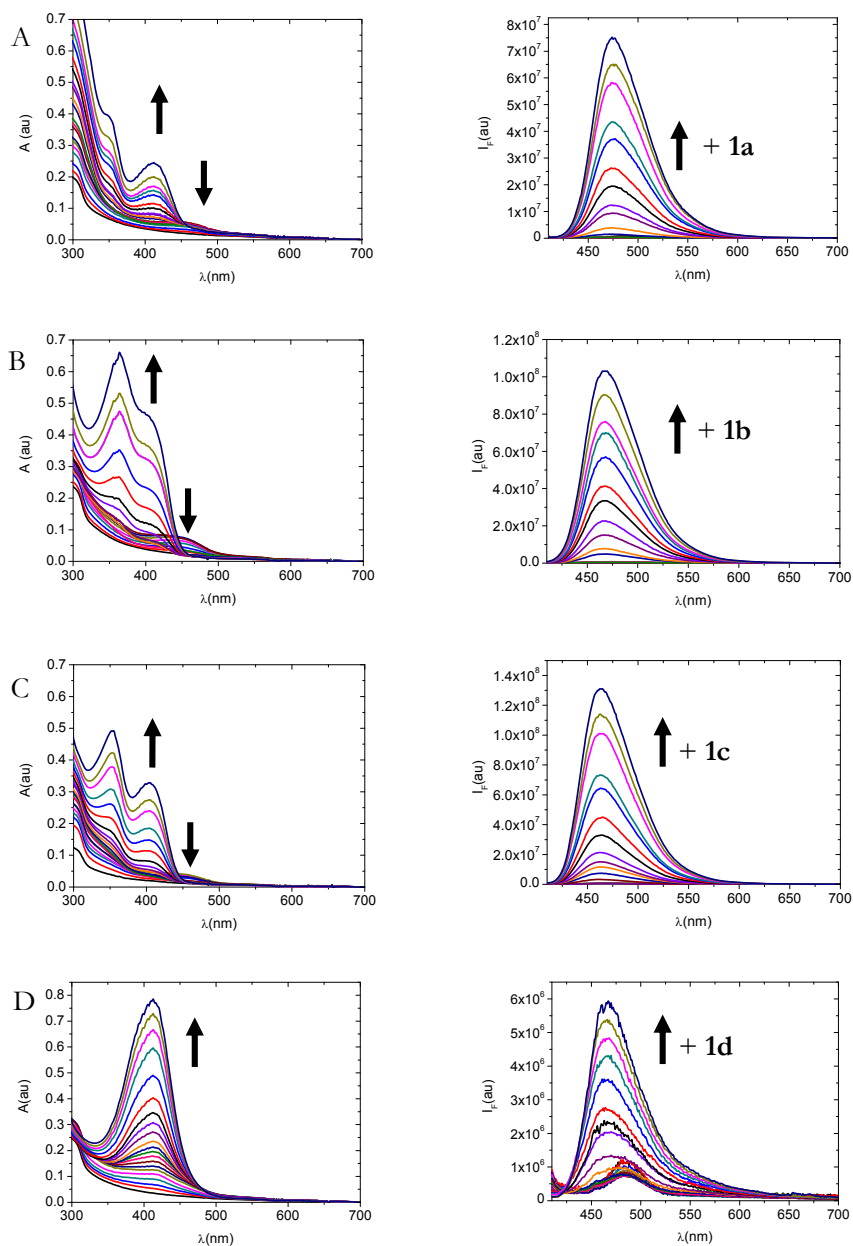 A
0.7
0.6
0.5
0.4
0.3
0.2
0.1
0.0
A (au)
300 400 500 600 700
λ(nm)
8x10⁷
7x10⁷
6x10⁷
5x10⁷
4x10⁷
3x10⁷
2x10⁷
1x10⁷
0
I_F(au)
+ 1a
450 500 550 600 650 700
λ(nm)
B
0.7
0.6
0.5
0.4
0.3
0.2
0.1
0.0
A (au)
300 400 500 600 700
λ(nm)
1.2x10⁸
1.0x10⁸
8.0x10⁷
6.0x10⁷
4.0x10⁷
2.0x10⁷
0.0
I_F(au)
+ 1b
450 500 550 600 650 700
λ(nm)
C
0.7
0.6
0.5
0.4
0.3
0.2
0.1
0.0
A(au)
300 400 500 600 700
λ(nm)
1.4x10⁸
1.2x10⁸
1.0x10⁸
8.0x10⁷
6.0x10⁷
4.0x10⁷
2.0x10⁷
0.0
I_F(au)
+ 1c
450 500 550 600 650 700
λ(nm)
D
0.8
0.7
0.6
0.5
0.4
0.3
0.2
0.1
0.0
A(au)
300 400 500 600 700
λ(nm)
6x10⁶
5x10⁶
4x10⁶
3x10⁶
2x10⁶
1x10⁶
0
I_F(au)
+ 1d
450 500 550 600 650 700
λ(nm)